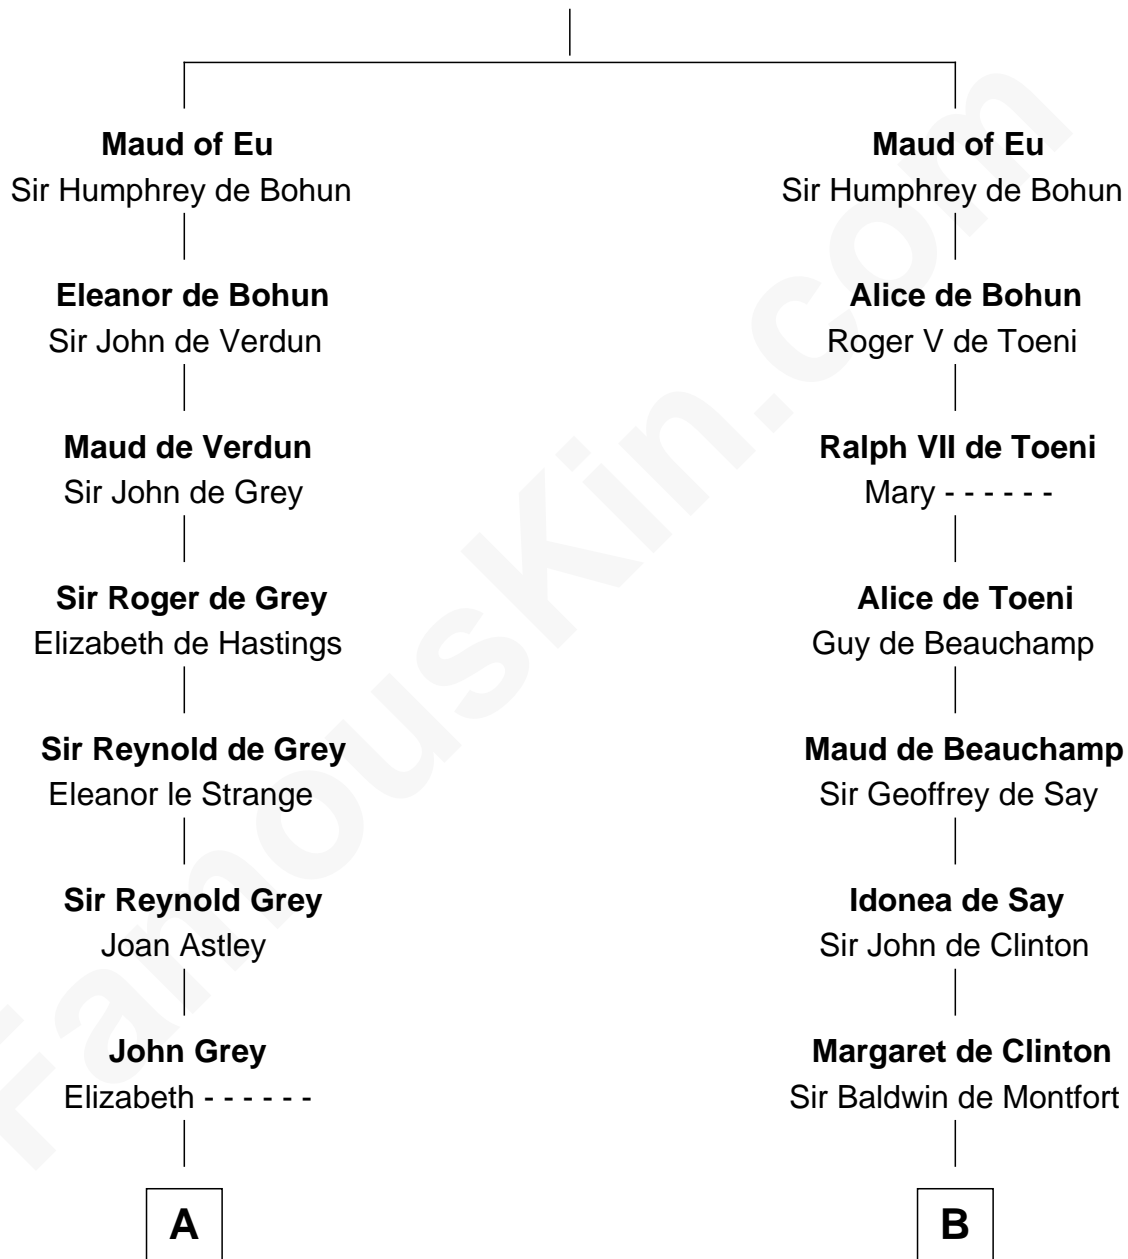 Maud of Eu
Sir Humphrey de Bohun
Eleanor de Bohun
Sir John de Verdun
Maud de Verdun
Sir John de Grey
Sir Roger de Grey
Elizabeth de Hastings
Sir Reynold de Grey
Eleanor le Strange
Sir Reynold Grey
Joan Astley
John Grey
Elizabeth - - - - - -
A
Maud of Eu
Sir Humphrey de Bohun
Alice de Bohun
Roger V de Toeni
Ralph VII de Toeni
Mary - - - - - -
Alice de Toeni
Guy de Beauchamp
Maud de Beauchamp
Sir Geoffrey de Say
Idonea de Say
Sir John de Clinton
Margaret de Clinton
Sir Baldwin de Montfort
B
FamousKin.com